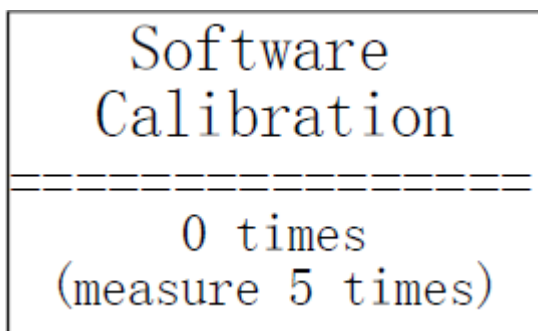 Software
Calibration
================
0 times
(measure 5 times)